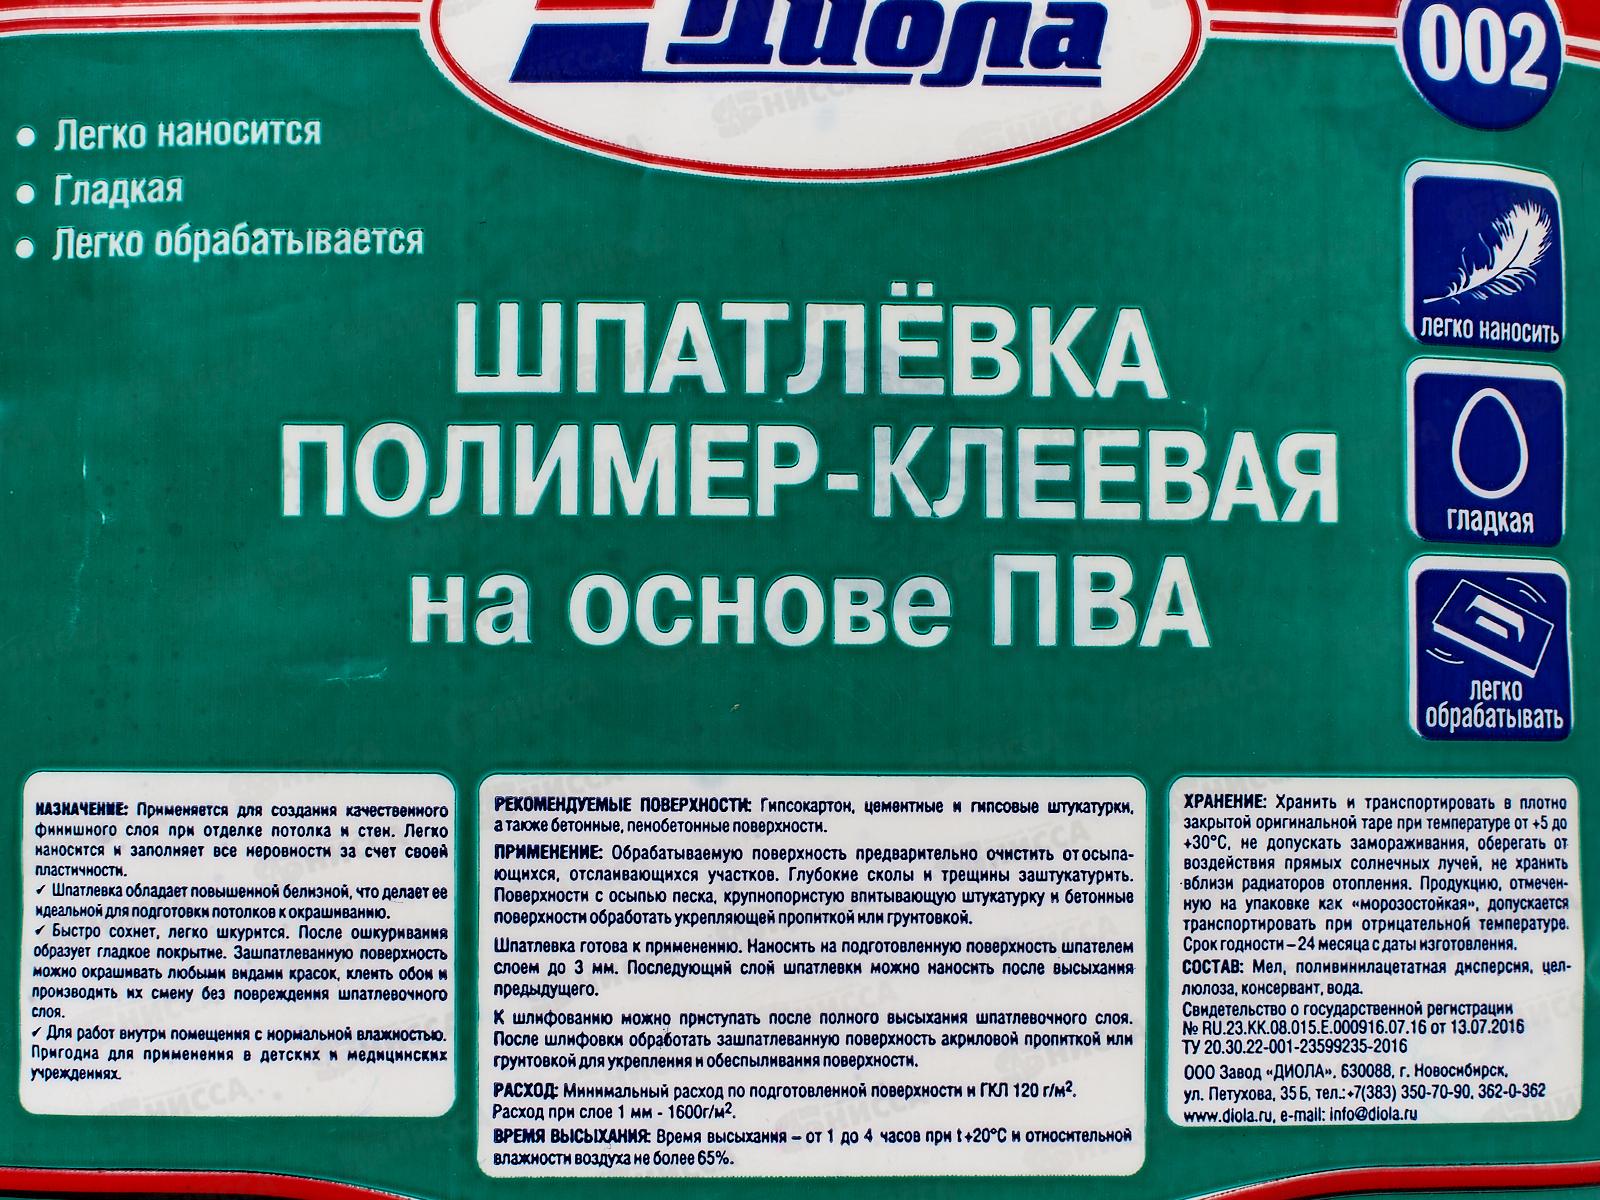 Диола
002
• Легко наносится
• Гладкая
• Легко обрабатывается
ШПАТЛЁВКА
ПОЛИМЕР-КЛЕЕВАЯ
на основе ПВА
легко наносить
гладкая
легко
обрабатывать
НАЗНАЧЕНИЕ: Применяется для создания качественного
финишного слоя при отделке потолка и стен. Легко
наносится и заполняет все неровности за счет своей
пластичности.
✓ Шпатлевка обладает повышенной белизной, что делает ее
идеальной для подготовки потолков к окрашиванию.
✓ Быстро сохнет, легко шкурится. После ошкуривания
образует гладкое покрытие. Зашпатлеванную поверхность
можно окрашивать любыми видами красок, клеить обои и
производить их смену без повреждения шпатлевочного
слоя.
✓ Для работ внутри помещения с нормальной влажностью.
Пригодна для применения в детских и медицинских
учреждениях.
РЕКОМЕНДУЕМЫЕ ПОВЕРХНОСТИ: Гипсокартон, цементные и гипсовые штукатурки,
а также бетонные, пенобетонные поверхности.
ПРИМЕНЕНИЕ: Обрабатываемую поверхность предварительно очистить от осыпа-
ющихся, отслаивающихся участков. Глубокие сколы и трещины заштукатурить.
Поверхности с осыпью песка, крупнопористую впитывающую штукатурку и бетонные
поверхности обработать укрепляющей пропиткой или грунтовкой.
Шпатлевка готова к применению. Наносить на подготовленную поверхность шпателем
слоем до 3 мм. Последующий слой шпатлевки можно наносить после высыхания
предыдущего.
К шлифованию можно приступать после полного высыхания шпатлевочного слоя.
После шлифовки обработать зашпатлеванную поверхность акриловой пропиткой или
грунтовкой для укрепления и обеспыливания поверхности.
РАСХОД: Минимальный расход по подготовленной поверхности и ГКЛ 120 г/м².
Расход при слое 1 мм - 1600г/м².
ВРЕМЯ ВЫСЫХАНИЯ: Время высыхания – от 1 до 4 часов при t+20°С и относительной
влажности воздуха не более 65%.
ХРАНЕНИЕ: Хранить и транспортировать в плотно
закрытой оригинальной таре при температуре от +5 до
+30°С, не допускать замораживания, оберегать от
воздействия прямых солнечных лучей, не хранить
вблизи радиаторов отопления. Продукцию, отмечен-
ную на упаковке как «морозостойкая», допускается
транспортировать при отрицательной температуре.
Срок годности – 24 месяца с даты изготовления.
СОСТАВ: Мел, поливинилацетатная дисперсия, цел-
люлоза, консервант, вода.
Свидетельство о государственной регистрации
№ RU.23.КК.08.015.Е.000916.07.16 от 13.07.2016
ТУ 20.30.22-001-23599235-2016
ООО Завод «ДИОЛА», 630088, г. Новосибирск,
ул. Петухова, 35 Б, тел.:+7(383) 350-70-90, 362-0-362
www.diola.ru, e-mail: info@diola.ru